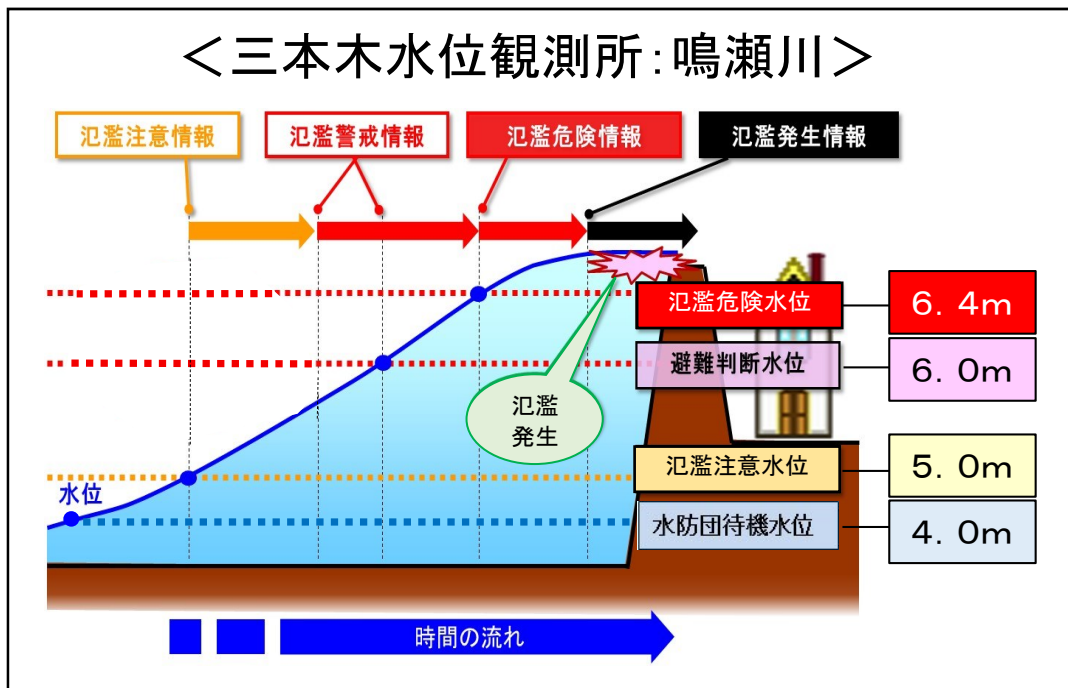 ＜三本木水位観測所：鳴瀬川＞
氾濫注意情報
氾濫警戒情報
氾濫危険情報
氾濫発生情報
氾濫危険水位
６．４ｍ
避難判断水位
６．０ｍ
氾濫
発生
氾濫注意水位
５．０ｍ
水位
水防団待機水位
４．０ｍ
時間の流れ